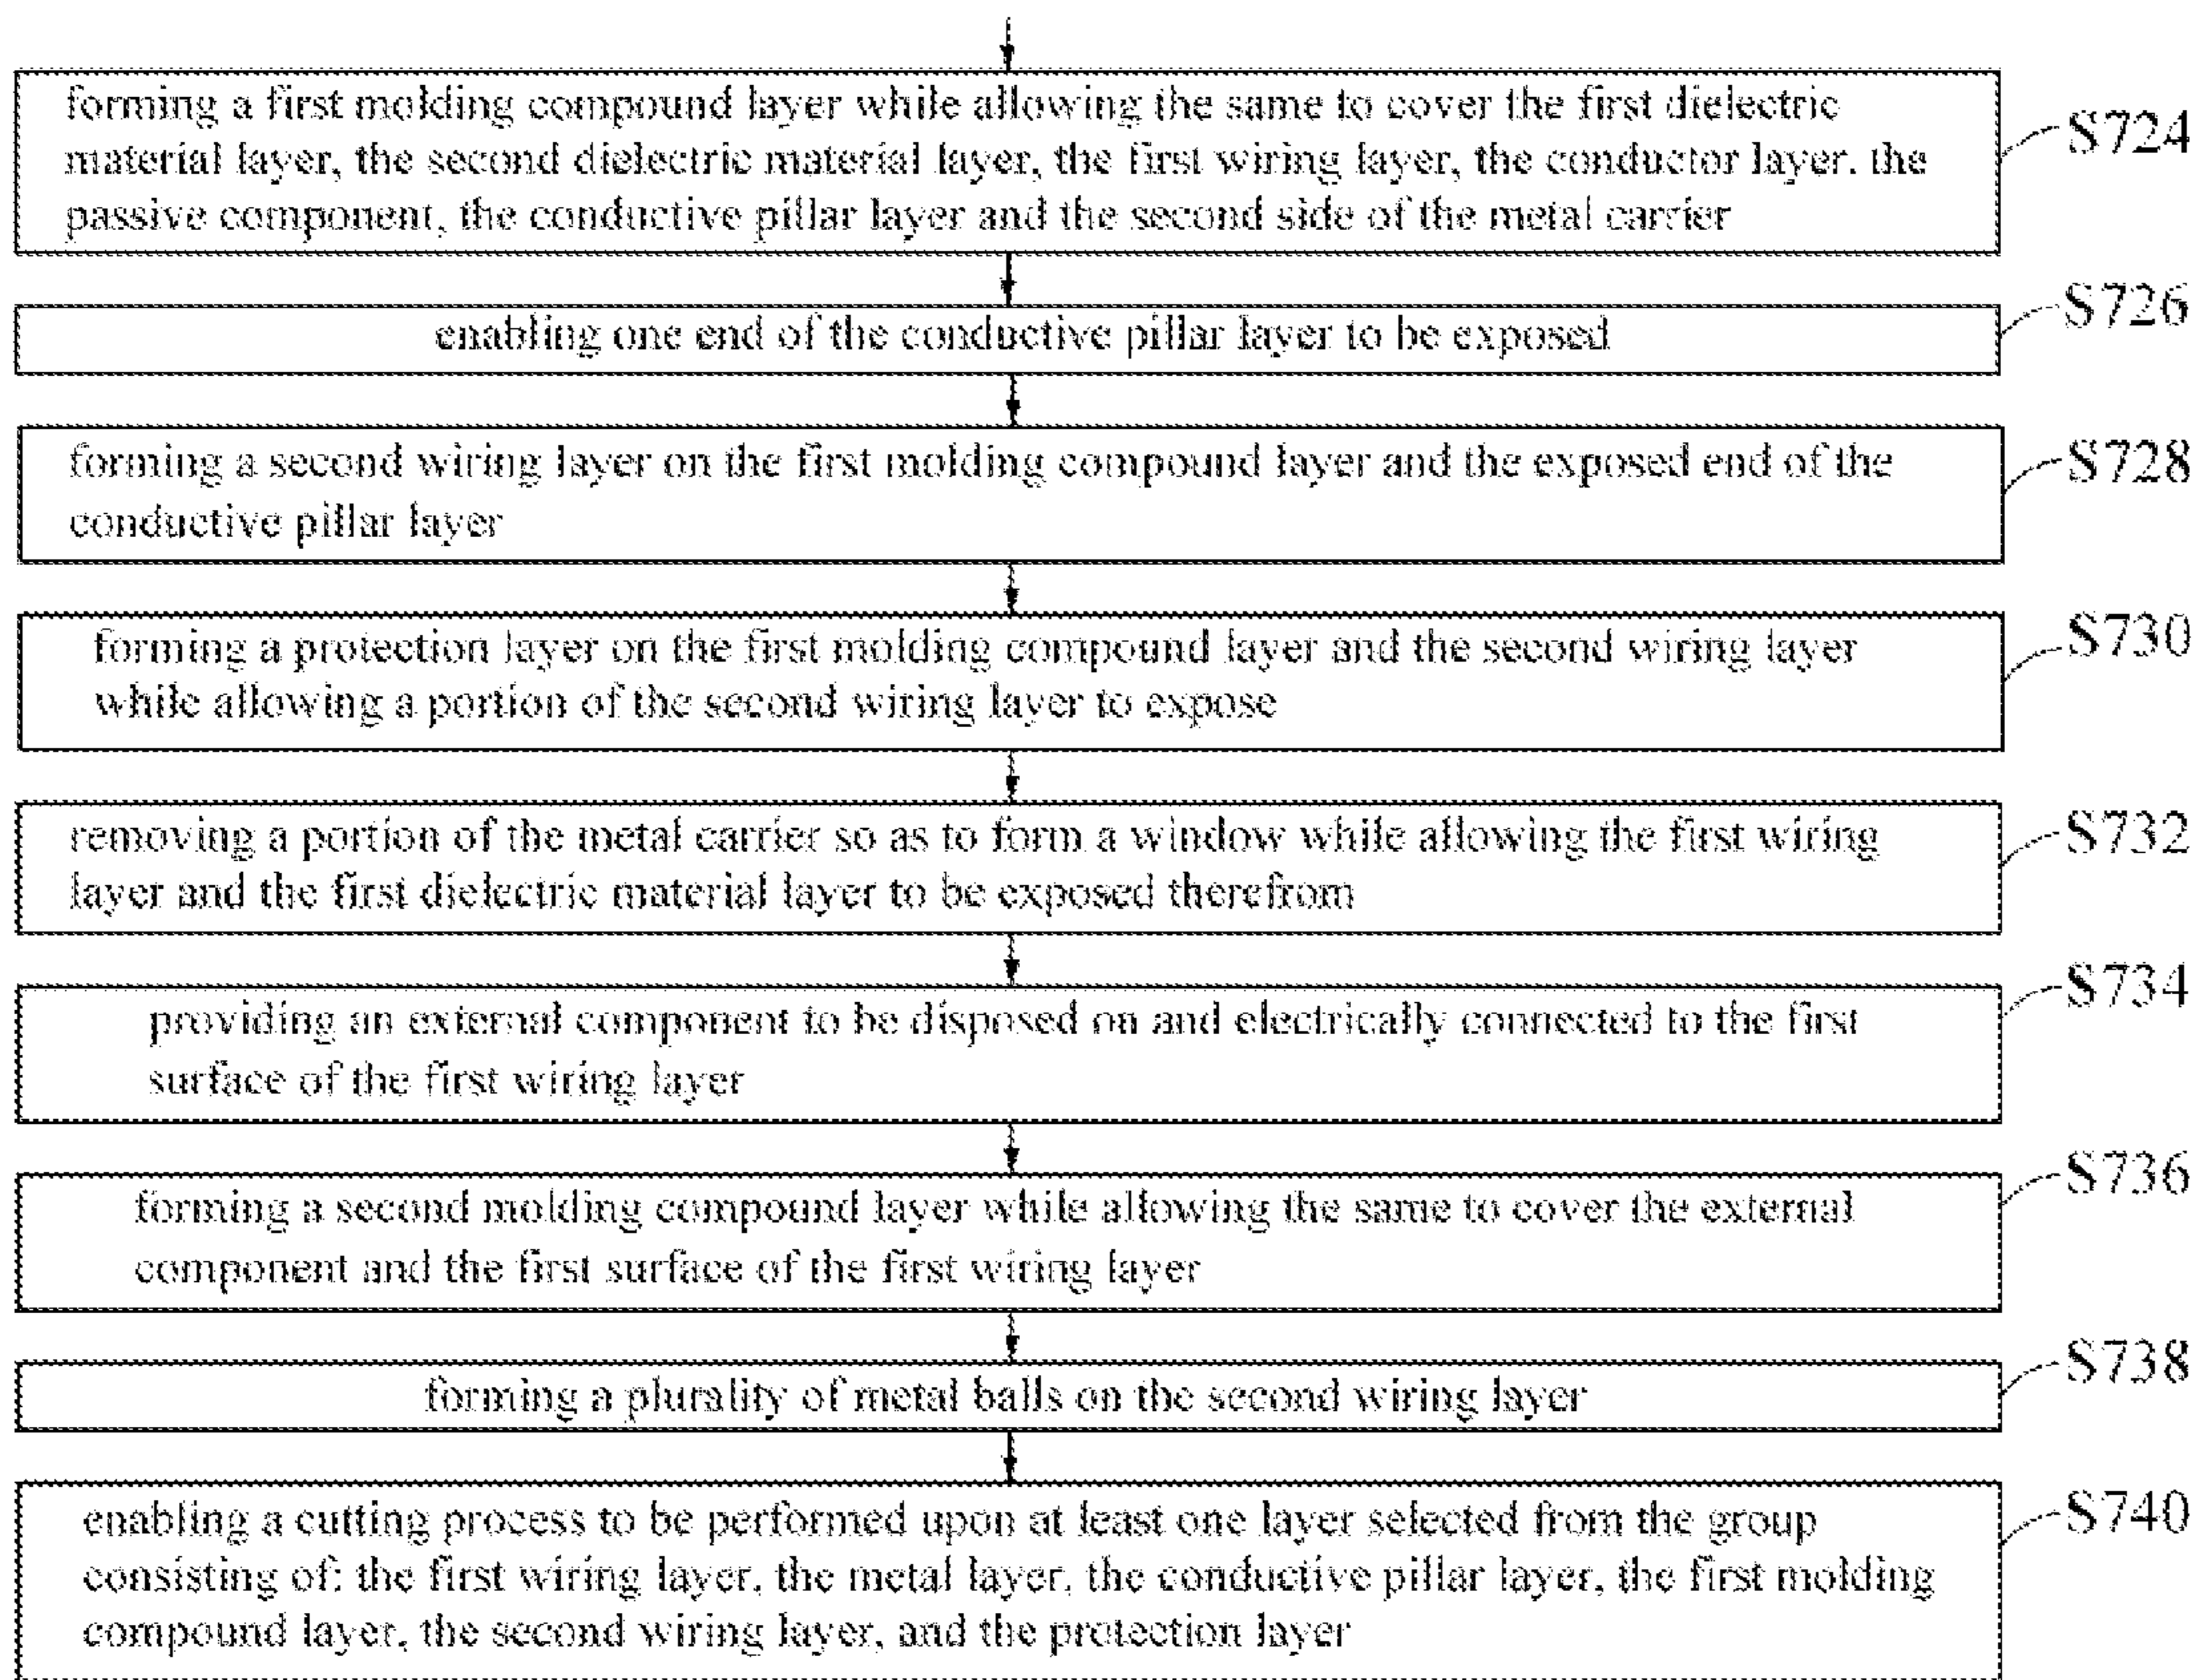 forming a first molding compound layer while allowing the same to cover the first dielectric
material layer, the second dielectric material layer, the first wiring layer, the conductor layer. the
passive component, the conductive pillar layer and the second side of the metal carrier
S724
enabling one end of the conductive pillar layer to be exposed
S726
forming a second wiring layer on the first molding compound layer and the exposed end of the
conductive pillar layer
S728
forming a protection layer on the first molding compound layer and the second wiring layer
while allowing a portion of the second wiring layer to expose
S730
removing a portion of the metal carrier so as to form a window while allowing the first wiring
layer and the first dielectric material layer to be exposed therefrom
S732
providing an external component to be disposed on and electrically connected to the first
surface of the first wiring layer
S734
forming a second molding compound layer while allowing the same to cover the external
component and the first surface of the first wiring layer
S736
forming a plurality of metal balls on the second wiring layer
S738
enabling a cutting process to be performed upon at least one layer selected from the group
consisting of: the first wiring layer, the metal layer, the conductive pillar layer, the first molding
compound layer, the second wiring layer, and the protection layer
S740